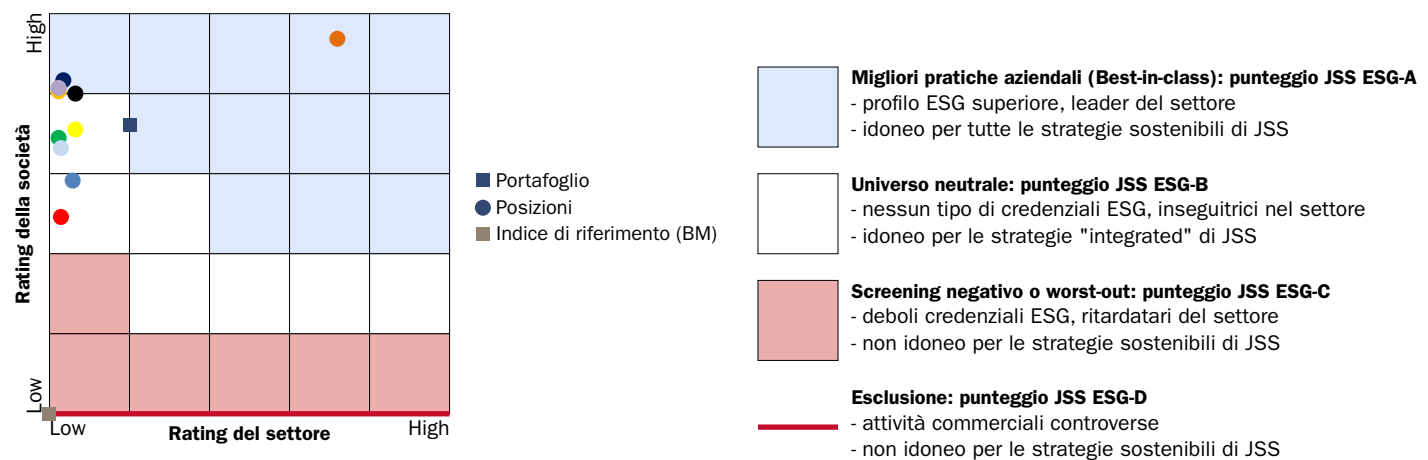 High
Rating della società
Low
Low
Rating del settore
High
Portafoglio
Posizioni
Indice di riferimento (BM)
Migliori pratiche aziendali (Best-in-class): punteggio JSS ESG-A
- profilo ESG superiore, leader del settore
- idoneo per tutte le strategie sostenibili di JSS
Universo neutrale: punteggio JSS ESG-B
- nessun tipo di credenziali ESG, inseguitrici nel settore
- idoneo per le strategie "integrated" di JSS
Screening negativo o worst-out: punteggio JSS ESG-C
- deboli credenziali ESG, ritardatari del settore
- non idoneo per le strategie sostenibili di JSS
Esclusione: punteggio JSS ESG-D
- attività commerciali controverse
- non idoneo per le strategie sostenibili di JSS